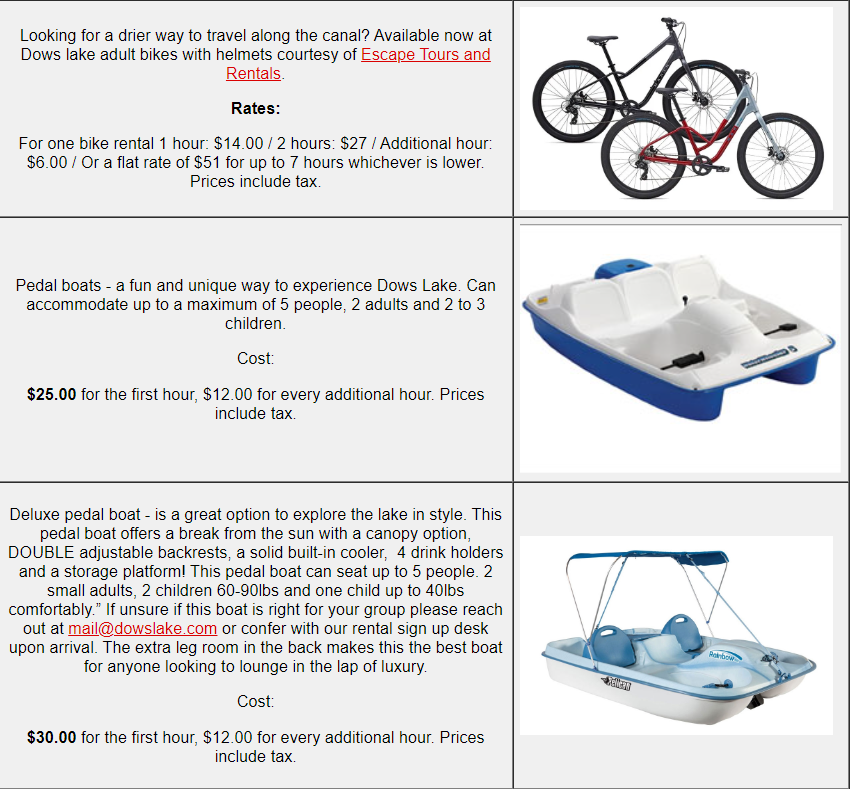 Looking for a drier way to travel along the canal? Available now at
Dows lake adult bikes with helmets courtesy of Escape Tours and
Rentals.
Rates:
For one bike rental 1 hour: $14.00 / 2 hours: $27 / Additional hour:
$6.00 / Or a flat rate of $51 for up to 7 hours whichever is lower.
Prices include tax.
Pedal boats - a fun and unique way to experience Dows Lake. Can
accommodate up to a maximum of 5 people, 2 adults and 2 to 3
children.
Cost:
$25.00 for the first hour, $12.00 for every additional hour. Prices
include tax.
Deluxe pedal boat - is a great option to explore the lake in style. This
pedal boat offers a break from the sun with a canopy option,
DOUBLE adjustable backrests, a solid built-in cooler,  4 drink holders
and a storage platform! This pedal boat can seat up to 5 people. 2
small adults, 2 children 60-90lbs and one child up to 40lbs
comfortably.” If unsure if this boat is right for your group please reach
out at mail@dowslake.com or confer with our rental sign up desk
upon arrival. The extra leg room in the back makes this the best boat
for anyone looking to lounge in the lap of luxury.
Rainbow
Pelican
Cost:
$30.00 for the first hour, $12.00 for every additional hour. Prices
include tax.